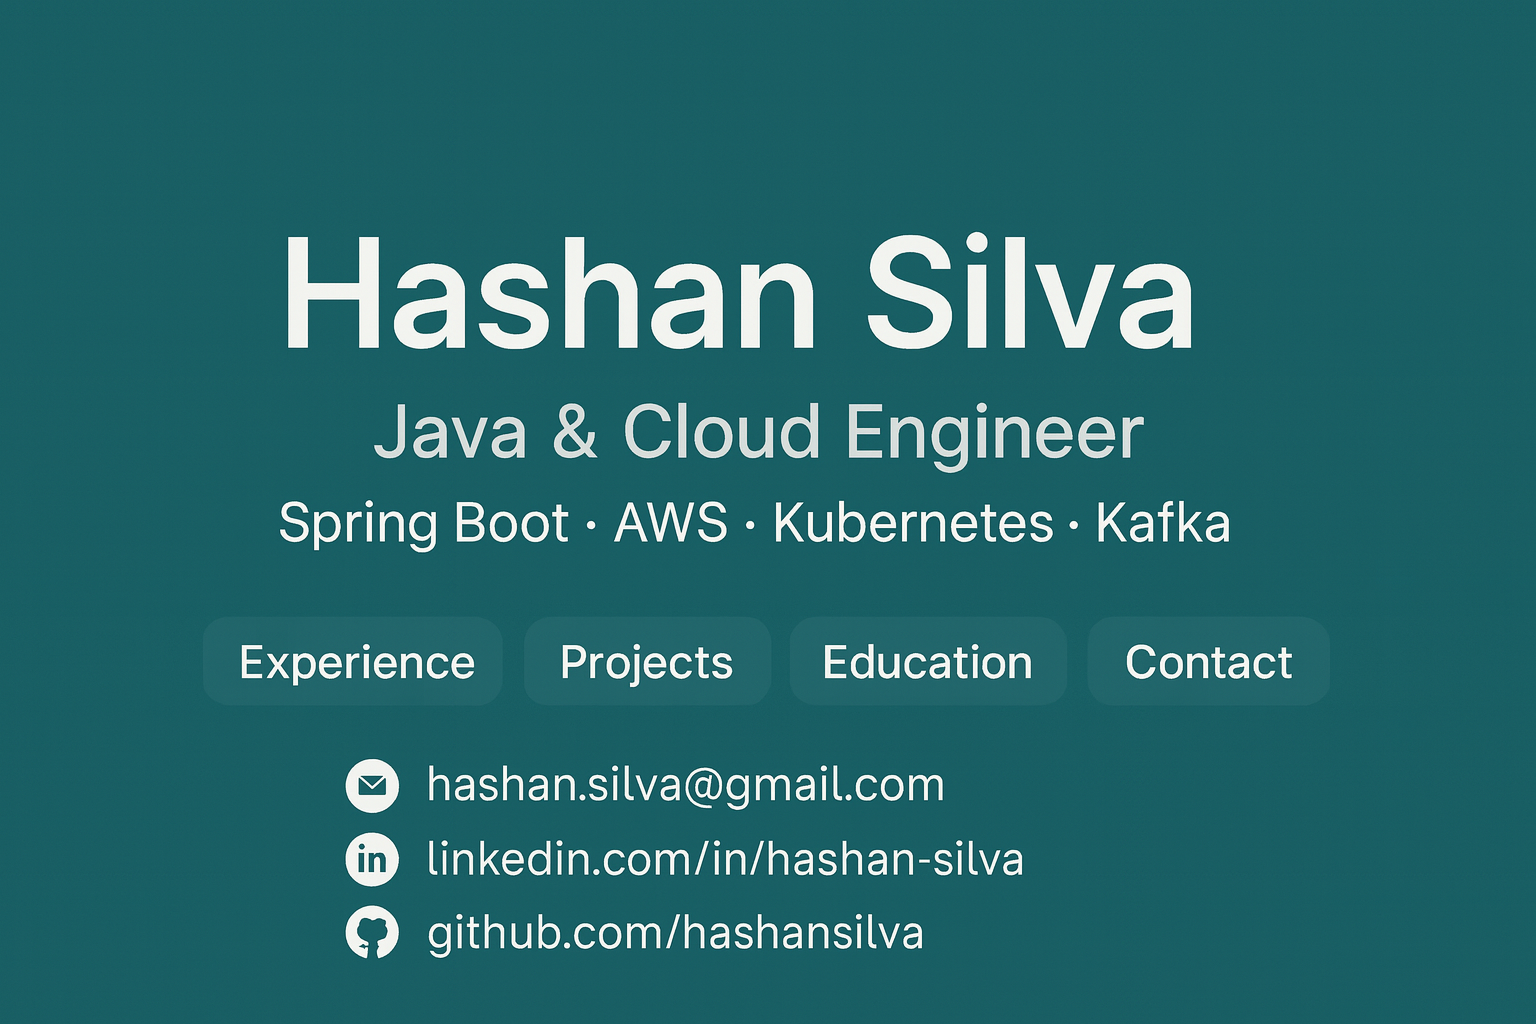 Hashan Silva
Java & Cloud Engineer
Spring Boot · AWS · Kubernetes · Kafka
Experience Projects Education Contact
hashan.silva@gmail.com
in linkedin.com/in/hashan-silva
github.com/hashansilva